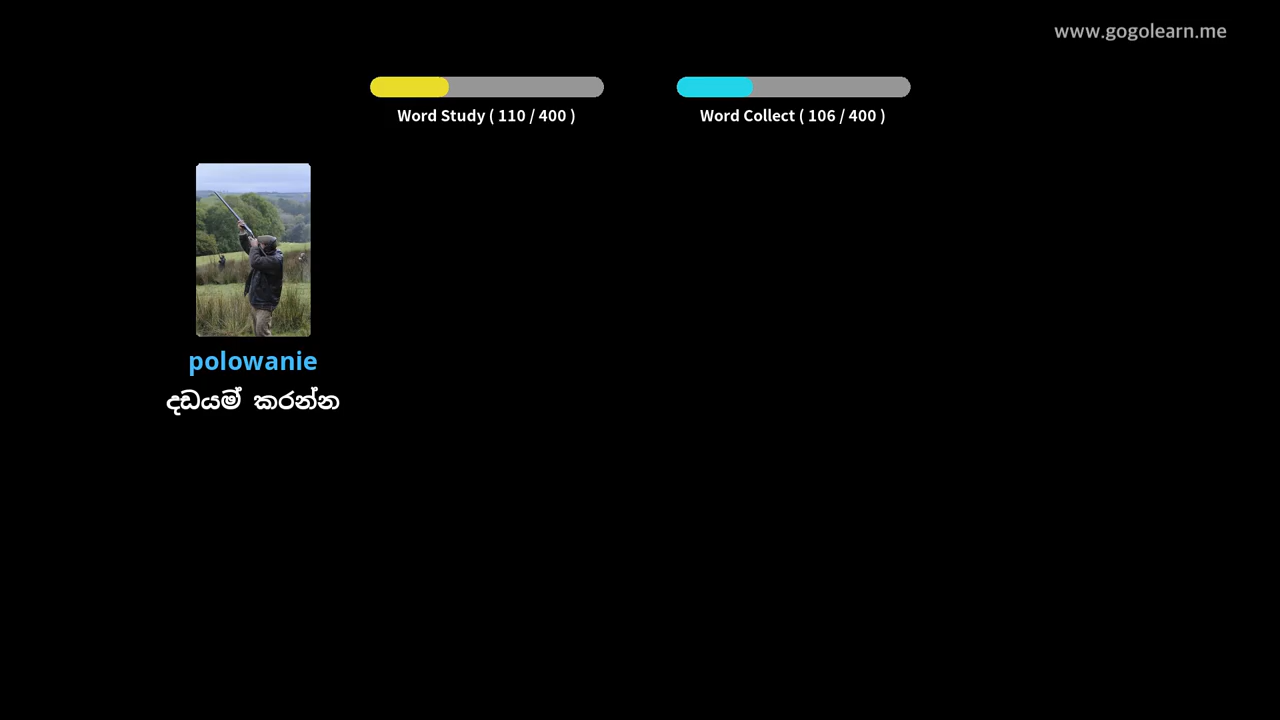 www.gogolearn.me
Word Study ( 110 / 400 )
Word Collect ( 106 / 400 )
polowanie
දඩයම් කරන්න